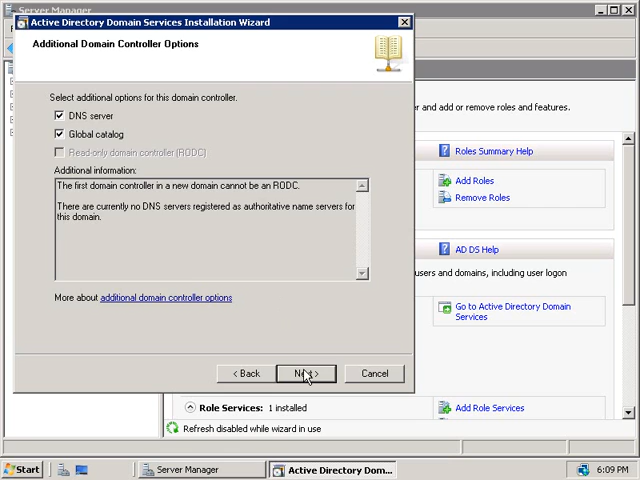 Server Manager
Active Directory Domain Services Installation Wizard
Additional Domain Controller Options
Select additional options for this domain controller.
DNS server
Global catalog
Read-only domain controller (RODC)
Additional information:
The first domain controller in a new domain cannot be an RODC.
There are currently no DNS servers registered as authoritative name servers for
this domain.
More about additional domain controller options
< Back
Cancel
er and add or remove roles and features.
Roles Summary Help
Add Roles
Remove Roles
AD DS Help
users and domains, including user logon
Go to Active Directory Domain
Services
Role Services: 1 installed
Add Role Services
Refresh disabled while wizard in use
Start
Server Manager
Active Directory Dom...
6:09 PM